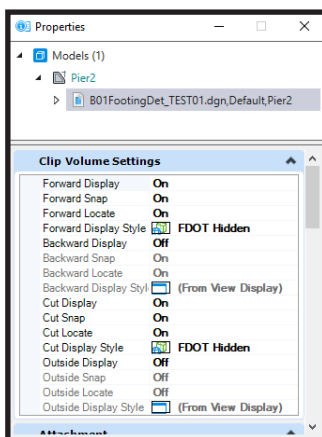 Properties
Models (1)
Pier2
B01FootingDet_TEST01.dgn,Default,Pier2
Clip Volume Settings
Forward Display On
Forward Snap On
Forward Locate On
Forward Display Style FDOT Hidden
Backward Display Off
Backward Snap On
Backward Locate On
Backward Display Styl (From View Display)
Cut Display On
Cut Snap On
Cut Locate On
Cut Display Style FDOT Hidden
Outside Display Off
Outside Snap Off
Outside Locate Off
Outside Display Style (From View Display)
Attachment